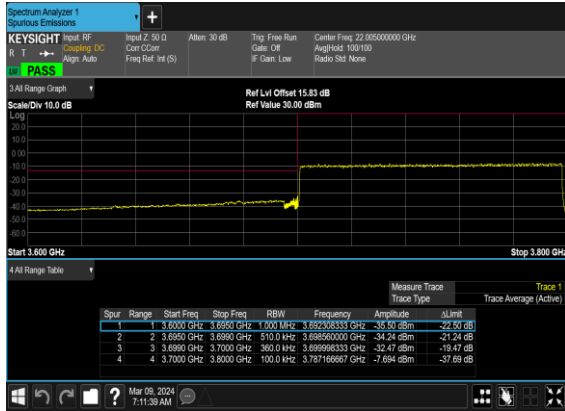 Spectrum Analyzer 1
Spurious Emissions
KEYSIGHT Input: RF Input Z: 50 Ω Atten: 30 dB Trig: Free Run Center Freq: 22.005000000 GHz
R T Coupling: DC Corr CCorr Gate: Off Avg|Hold: 100/100
Align: Auto Freq Ref: Int (S) IF Gain: Low Radio Std: None
PASS
3 All Range Graph
Ref Lvl Offset 15.83 dB
Scale/Div 10.0 dB Ref Value 30.00 dBm
Log
20.0
10.0
0.00
-10.0
-20.0
-30.0
-40.0
-50.0
-60.0
Start 3.600 GHz Stop 3.800 GHz
4 All Range Table
Measure Trace Trace 1
Trace Type Trace Average (Active)
Spur Range Start Freq Stop Freq RBW Frequency Amplitude ΔLimit
1 1 3.6000 GHz 3.6950 GHz 1.000 MHz 3.692308333 GHz -35.50 dBm -22.50 dB
2 2 3.6950 GHz 3.6990 GHz 510.0 kHz 3.698560000 GHz -34.24 dBm -21.24 dB
3 3 3.6990 GHz 3.7000 GHz 360.0 kHz 3.699998333 GHz -32.47 dBm -19.47 dB
4 4 3.7000 GHz 3.8000 GHz 100.0 kHz 3.787166667 GHz -7.694 dBm -37.69 dB
Mar 09, 2024
7:11:39 AM